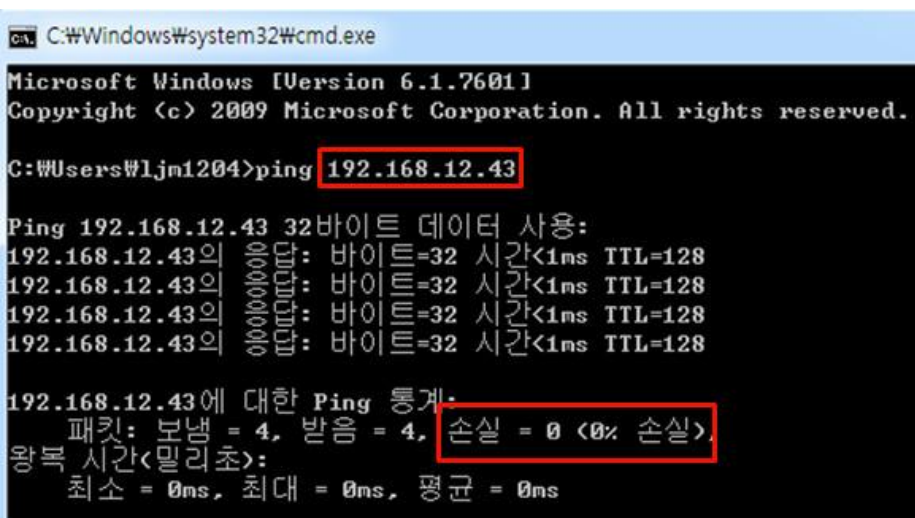 C:₩Windows₩system32₩cmd.exe
Microsoft Windows [Version 6.1.7601]
Copyright (c) 2009 Microsoft Corporation. All rights reserved.
C:₩Users₩ljm1204>ping 192.168.12.43
Ping 192.168.12.43 32바이트 데이터 사용:
192.168.12.43의 응답: 바이트=32 시간<1ms TTL=128
192.168.12.43의 응답: 바이트=32 시간<1ms TTL=128
192.168.12.43의 응답: 바이트=32 시간<1ms TTL=128
192.168.12.43의 응답: 바이트=32 시간<1ms TTL=128
192.168.12.43에 대한 Ping 통계:
패킷: 보냄 = 4, 받음 = 4, 손실 = 0 (0% 손실),
왕복 시간(밀리초):
최소 = 0ms, 최대 = 0ms, 평균 = 0ms